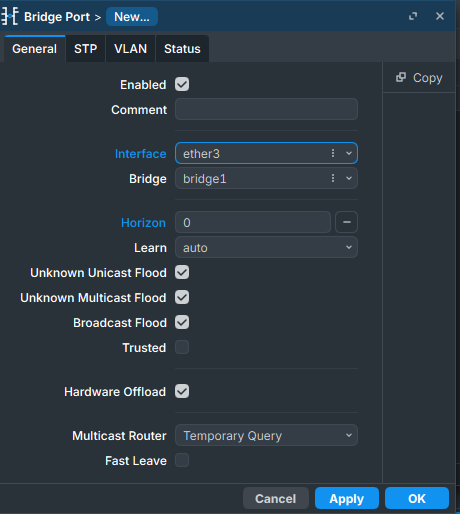 Bridge Port > New...
General STP VLAN Status
Enabled
Copy
Comment
Interface ether3
Bridge bridge1
Horizon 0
Learn auto
Unknown Unicast Flood
Unknown Multicast Flood
Broadcast Flood
Trusted
Hardware Offload
Multicast Router Temporary Query
Fast Leave
Cancel Apply OK